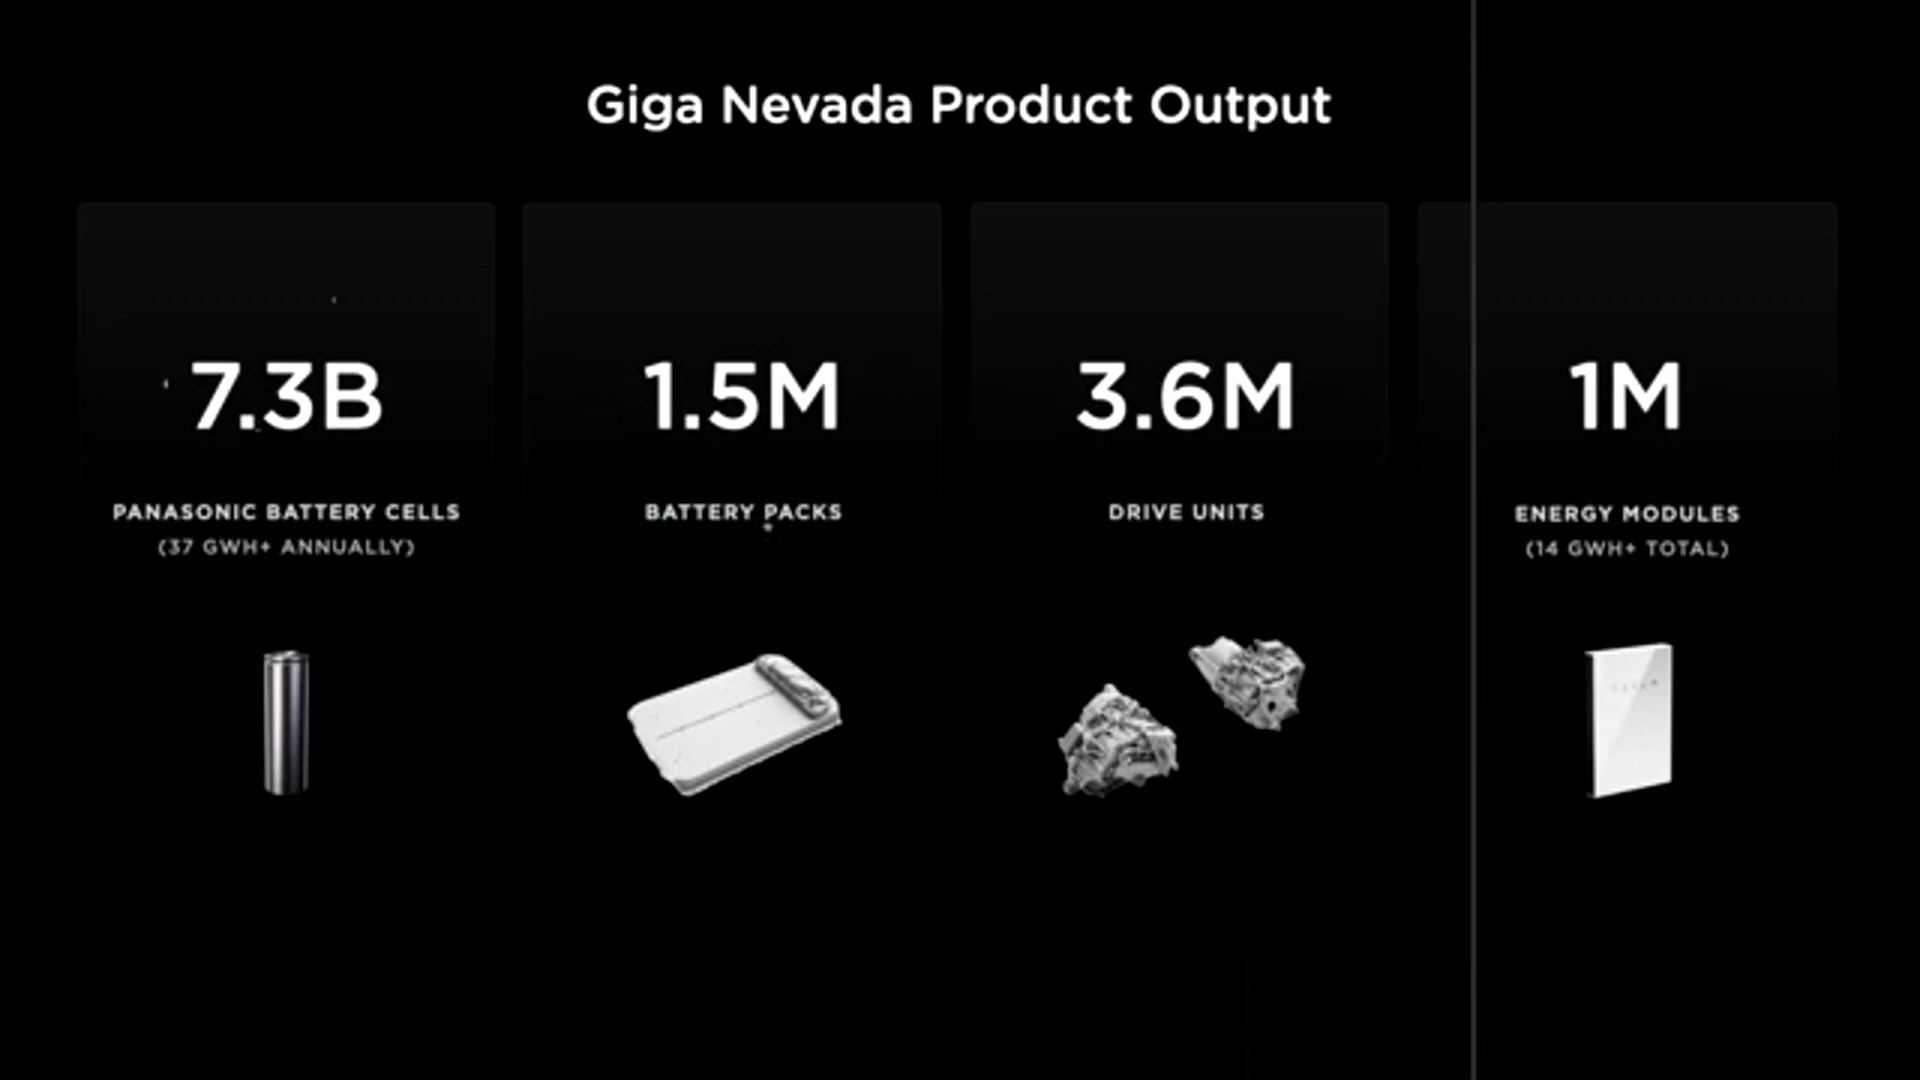 Giga Nevada Product Output
7.3B
PANASONIC BATTERY CELLS
(37 GWH+ ANNUALLY)
1.5M
BATTERY PACKS
3.6M
DRIVE UNITS
1M
ENERGY MODULES
(14 GWH+ TOTAL)